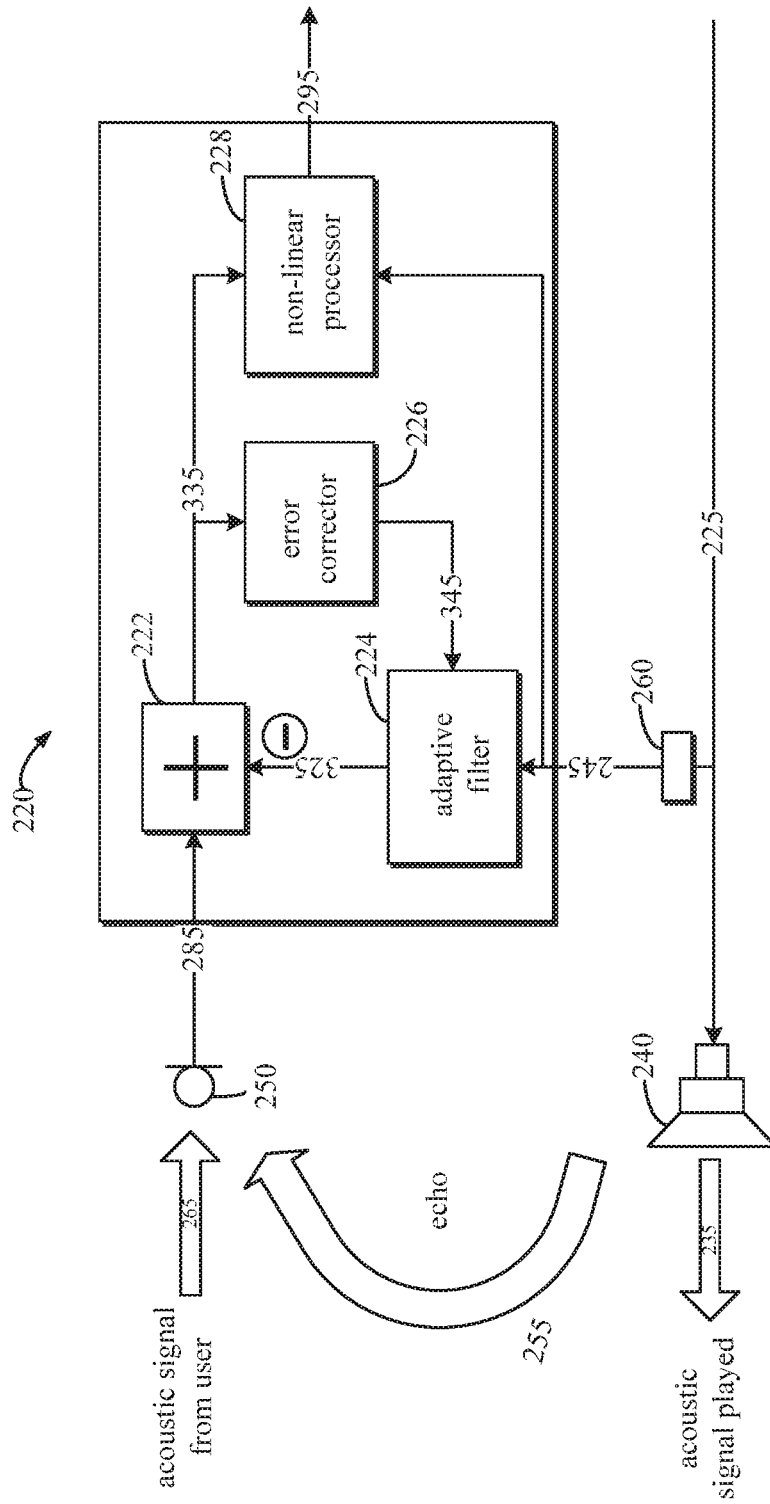 220
acoustic signal
from user
265
250
285
222
+
−
325
335
228
non-linear
processor
295
226
error
corrector
345
224
adaptive
filter
245
260
echo
255
240
235
acoustic
signal played
225